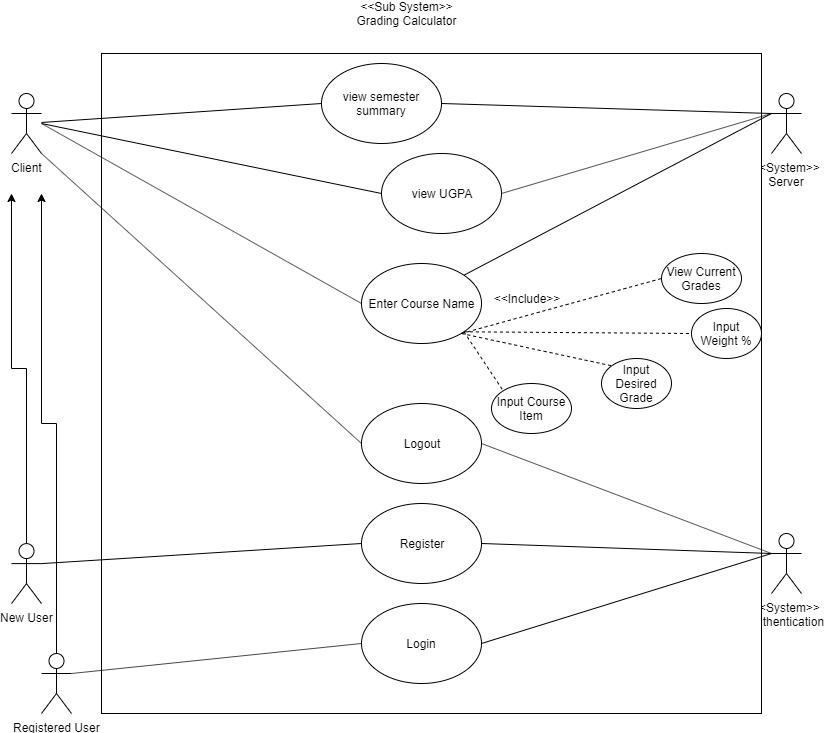 <<Sub System>>
Grading Calculator
view semester
summary
Client
<System>>
Server
view UGPA
Enter Course Name
<<Include>>
View Current
Grades
Input
Weight %
Input
Desired
Grade
Input Course
Item
Logout
Register
New User
<System>>
thentication
Login
Registered User